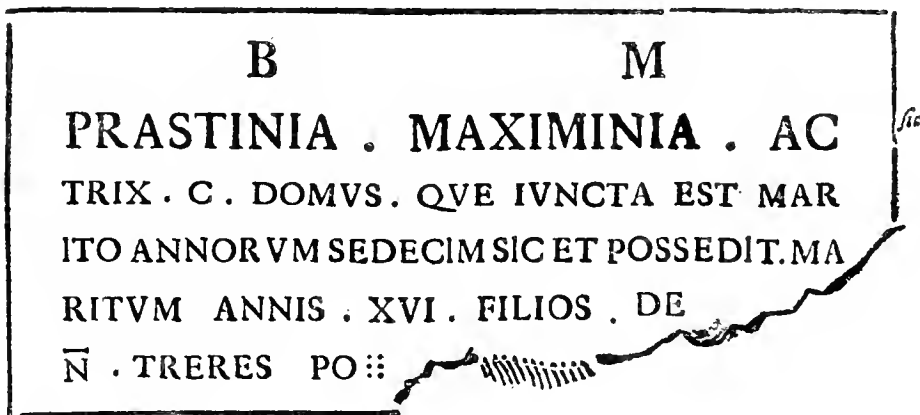 B M
PRASTINIA . MAXIMINIA . AC
sic
TRIX . C . DOMVS . QVE IVNCTA EST MAR
ITO ANNORVM SEDECIM SIC ET POSSEDIT. MA
RITVM ANNIS . XVI . FILIOS . DE
N̄ . TRERES PO